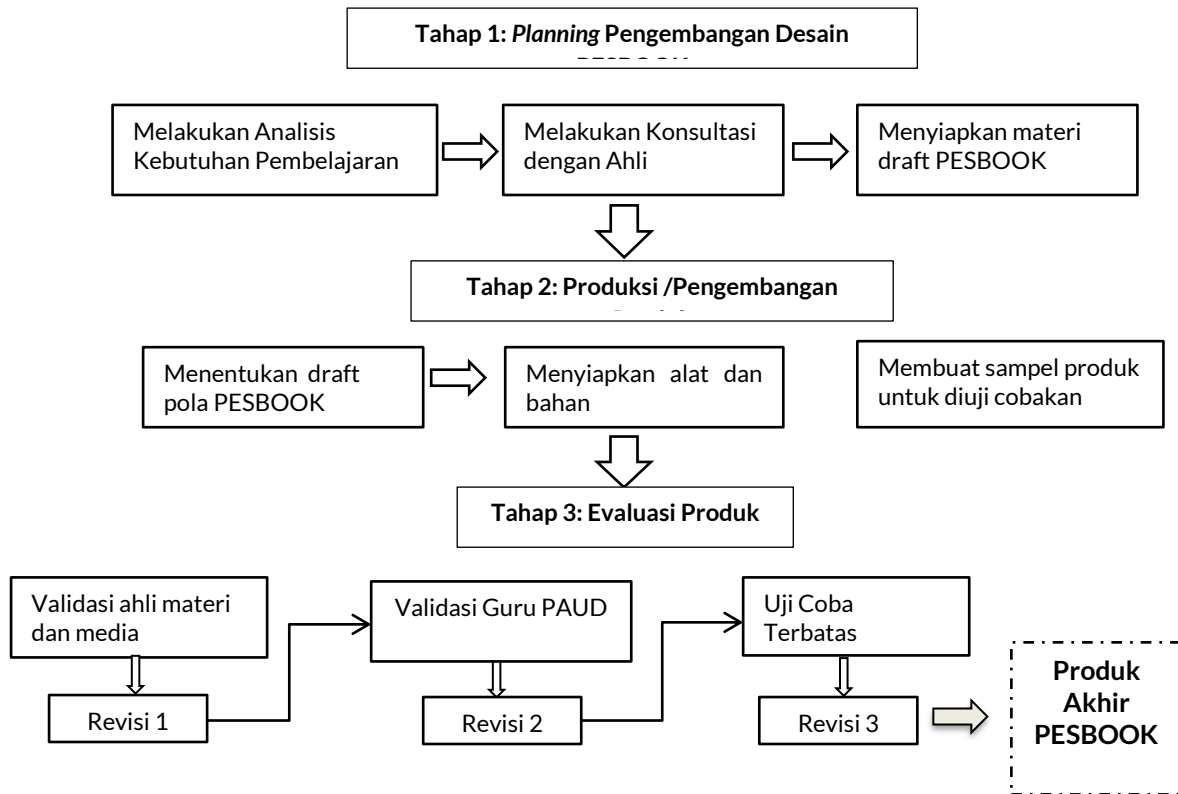 Tahap 1: Planning Pengembangan Desain
Melakukan Analisis
Kebutuhan Pembelajaran
Melakukan Konsultasi
dengan Ahli
Menyiapkan materi
draft PESBOOK
Tahap 2: Produksi /Pengembangan
Menentukan draft
pola PESBOOK
Menyiapkan alat dan
bahan
Membuat sampel produk
untuk diuji cobakan
Tahap 3: Evaluasi Produk
Validasi ahli materi
dan media
Validasi Guru PAUD
Uji Coba
Terbatas
Revisi 1
Revisi 2
Revisi 3
Produk
Akhir
PESBOOK